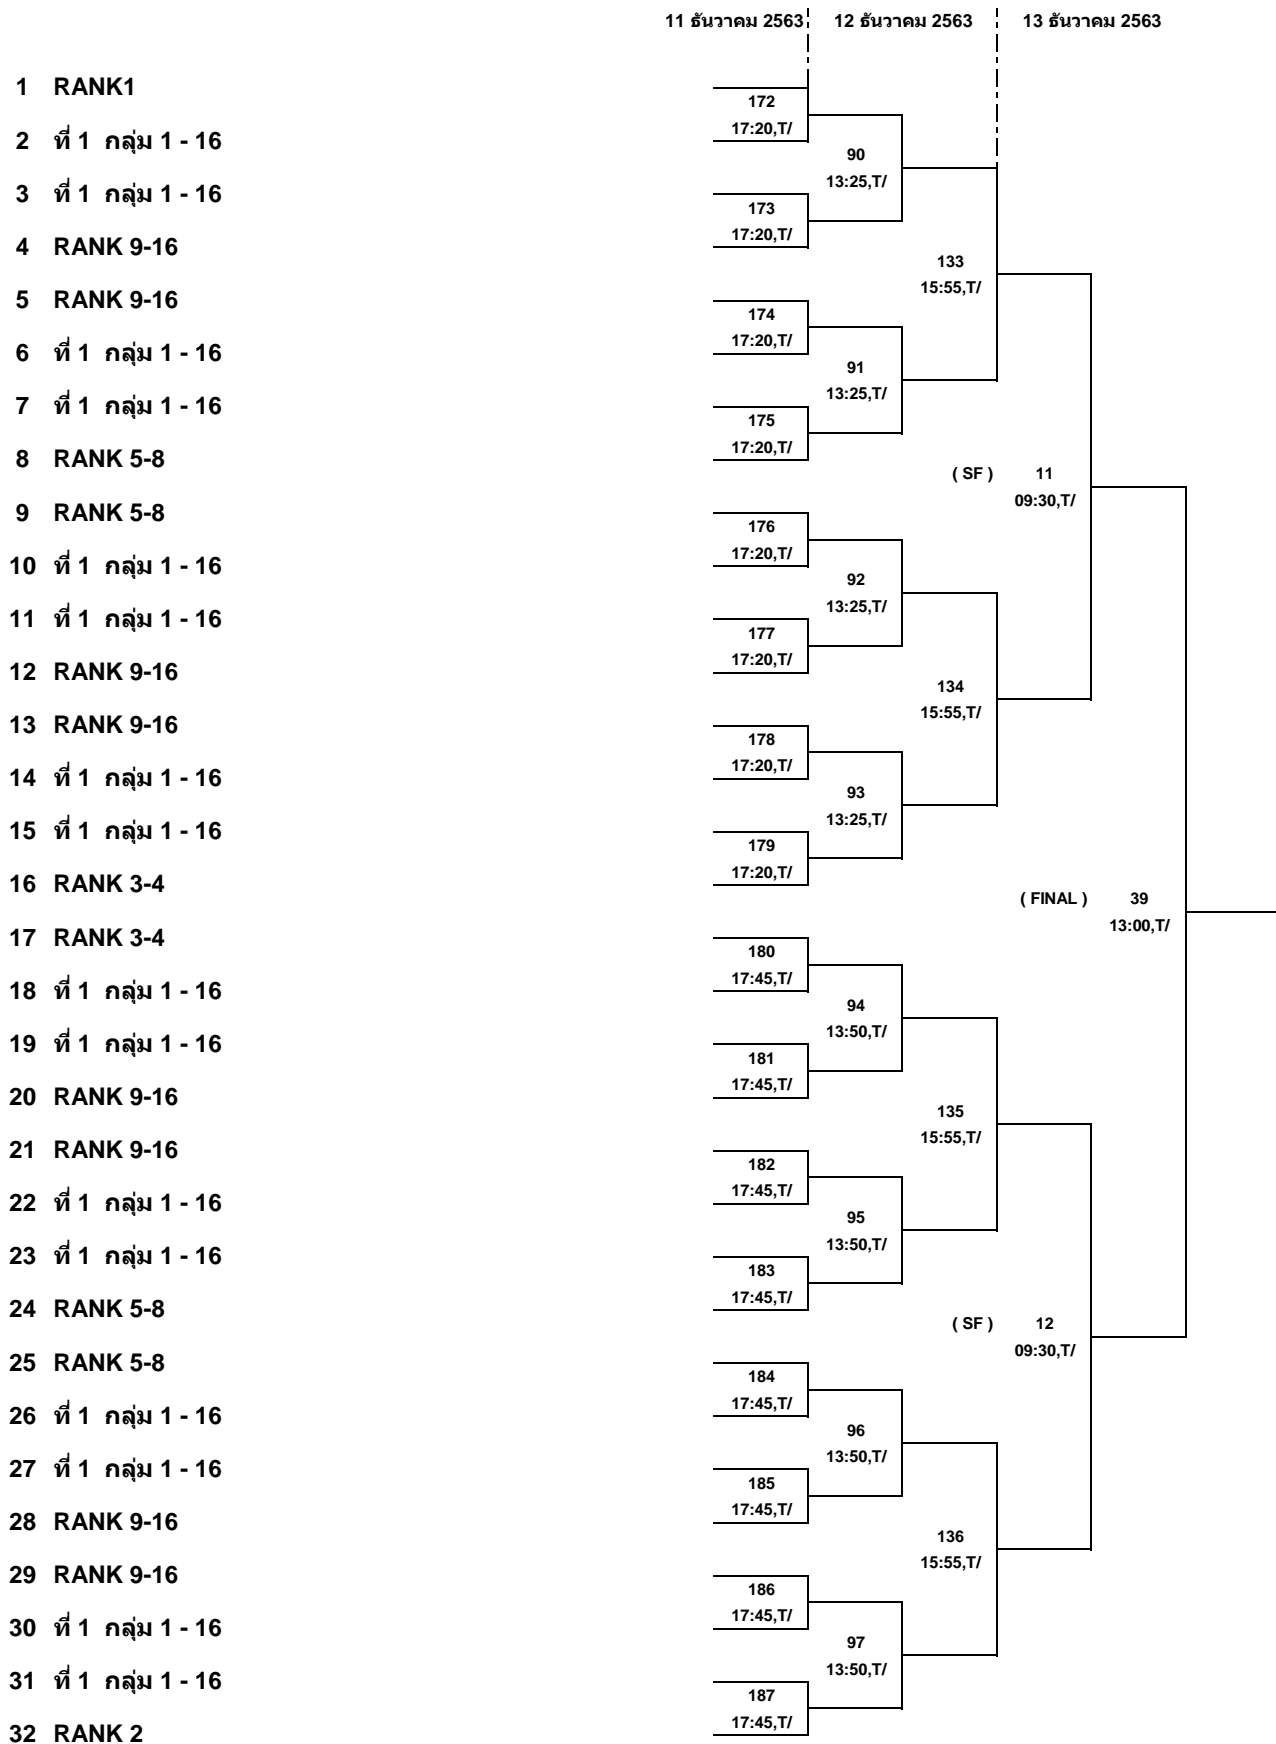 11 ธันวาคม 2563 12 ธันวาคม 2563 13 ธันวาคม 2563
1 RANK1
172
2 ที่ 1 กลุ่ม 1 - 16
17:20,T/
90
13:25,T/
3 ที่ 1 กลุ่ม 1 - 16
173
17:20,T/
4 RANK 9-16
133
15:55,T/
5 RANK 9-16
174
17:20,T/
6 ที่ 1 กลุ่ม 1 - 16
91
13:25,T/
7 ที่ 1 กลุ่ม 1 - 16
175
17:20,T/
8 RANK 5-8
( SF ) 11
09:30,T/
9 RANK 5-8
176
17:20,T/
10 ที่ 1 กลุ่ม 1 - 16
92
13:25,T/
11 ที่ 1 กลุ่ม 1 - 16
177
17:20,T/
12 RANK 9-16
134
15:55,T/
13 RANK 9-16
178
17:20,T/
14 ที่ 1 กลุ่ม 1 - 16
93
13:25,T/
15 ที่ 1 กลุ่ม 1 - 16
179
17:20,T/
16 RANK 3-4
( FINAL ) 39
13:00,T/
17 RANK 3-4
180
17:45,T/
18 ที่ 1 กลุ่ม 1 - 16
94
13:50,T/
19 ที่ 1 กลุ่ม 1 - 16
181
17:45,T/
20 RANK 9-16
135
15:55,T/
21 RANK 9-16
182
17:45,T/
22 ที่ 1 กลุ่ม 1 - 16
95
13:50,T/
23 ที่ 1 กลุ่ม 1 - 16
183
17:45,T/
24 RANK 5-8
( SF ) 12
09:30,T/
25 RANK 5-8
184
17:45,T/
26 ที่ 1 กลุ่ม 1 - 16
96
13:50,T/
27 ที่ 1 กลุ่ม 1 - 16
185
17:45,T/
28 RANK 9-16
136
15:55,T/
29 RANK 9-16
186
17:45,T/
30 ที่ 1 กลุ่ม 1 - 16
97
13:50,T/
31 ที่ 1 กลุ่ม 1 - 16
187
17:45,T/
32 RANK 2